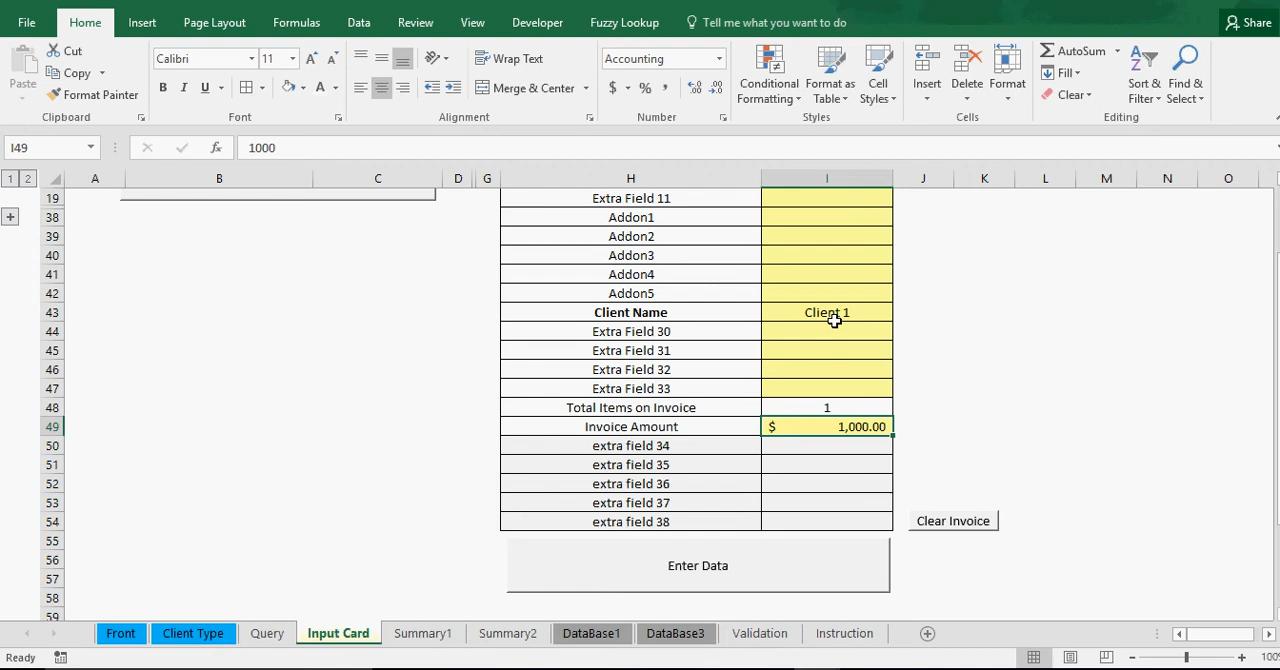 File Home Insert Page Layout Formulas Data Review View Developer Fuzzy Lookup Tell me what you want to do Share
Cut
Copy
Format Painter
Paste
Clipboard
Calibri 11 A A
B I U A
Font
Wrap Text
Merge & Center
Alignment
Accounting
$ % ,
Number
Conditional Formatting
Format as Table
Cell Styles
Styles
Insert Delete Format
Cells
AutoSum
Fill
Clear
Sort & Filter
Find & Select
Editing
I49 fx 1000
1 2 A B C D G H I J K L M N O
19 Extra Field 11
38 Addon1
39 Addon2
40 Addon3
41 Addon4
42 Addon5
43 Client Name Client 1
44 Extra Field 30
45 Extra Field 31
46 Extra Field 32
47 Extra Field 33
48 Total Items on Invoice 1
49 Invoice Amount $ 1,000.00
50 extra field 34
51 extra field 35
52 extra field 36
53 extra field 37
54 extra field 38 Clear Invoice
55
56 Enter Data
57
58
59
Front Client Type Query Input Card Summary1 Summary2 DataBase1 DataBase3 Validation Instruction
Ready